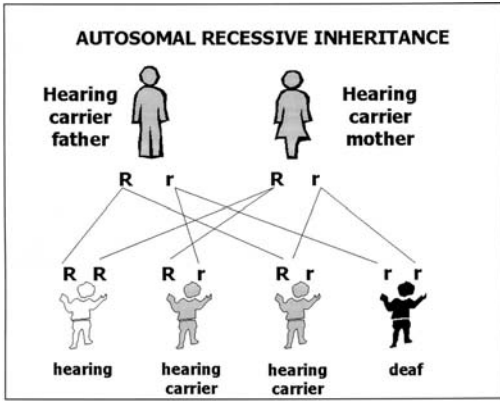 AUTOSOMAL RECESSIVE INHERITANCE
Hearing
carrier
father
Hearing
carrier
mother
R r R r
R R R r R r r r
hearing
hearing
carrier
hearing
carrier
deaf